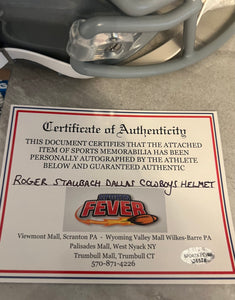 Certificate of Authenticity
THIS DOCUMENT CERTIFIES THAT THE ATTACHED
ITEM OF SPORTS MEMORABILIA HAS BEEN
PERSONALLY AUTOGRAPHED BY THE ATHLETE
BELOW AND GUARANTEED AUTHENTIC
ROGER STAUBACH DALLAS COWBOYS HELMET
FEVER
Viewmont Mall, Scranton PA - Wyoming Valley Mall Wilkes-Barre PA
Palisades Mall, West Nyack NY
Trumbull Mall, Trumbull CT
570-871-4226
SPORTS FEVER